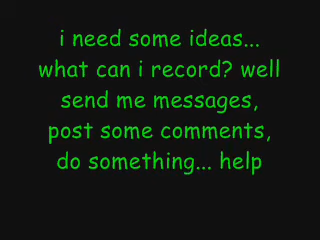 i need some ideas...
what can i record? well
send me messages,
post some comments,
do something... help